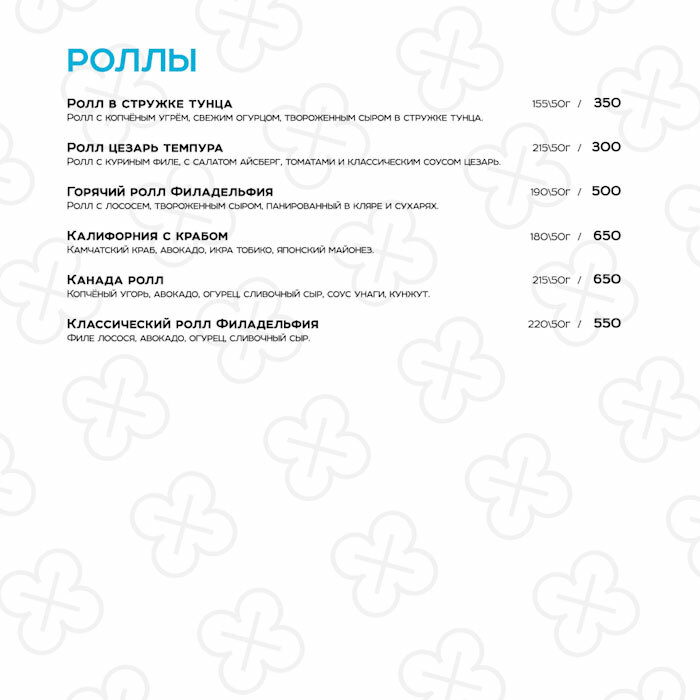 РОЛЛЫ
Ролл в стружке тунца 155\50г / 350
Ролл с копчёным угрём, свежим огурцом, твороженным сыром в стружке тунца.
Ролл цезарь темпура 215\50г / 300
Ролл с куриным филе, с салатом айсберг, томатами и классическим соусом цезарь.
Горячий ролл Филадельфия 190\50г / 500
Ролл с лососем, твороженным сыром, панированный в кляре и сухарях.
Калифорния с крабом 180\50г / 650
Камчатский краб, авокадо, икра тобико, японский майонез.
Канада ролл 215\50г / 650
Копчёный угорь, авокадо, огурец, сливочный сыр, соус унаги, кунжут.
Классический ролл Филадельфия 220\50г / 550
Филе лосося, авокадо, огурец, сливочный сыр.